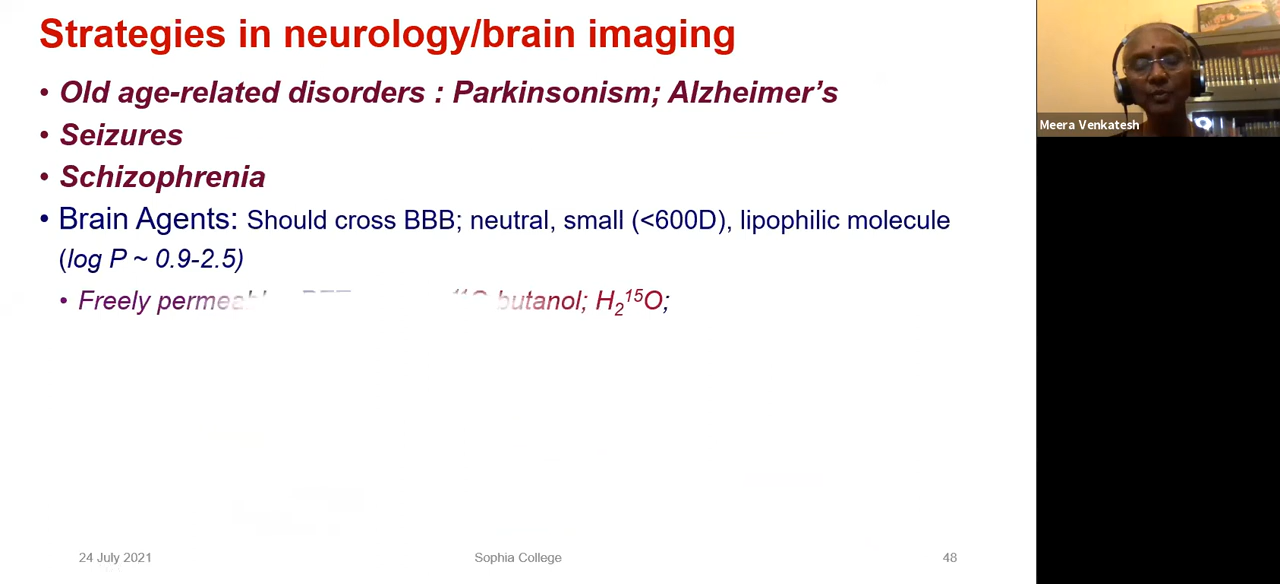 Strategies in neurology/brain imaging
• Old age-related disorders : Parkinsonism; Alzheimer's
• Seizures
• Schizophrenia
• Brain Agents: Should cross BBB; neutral, small (<600D), lipophilic molecule
(log P ~ 0.9-2.5)
• Freely butanol; H₂¹⁵O;
24 July 2021 Sophia College 48
Meera Venkatesh